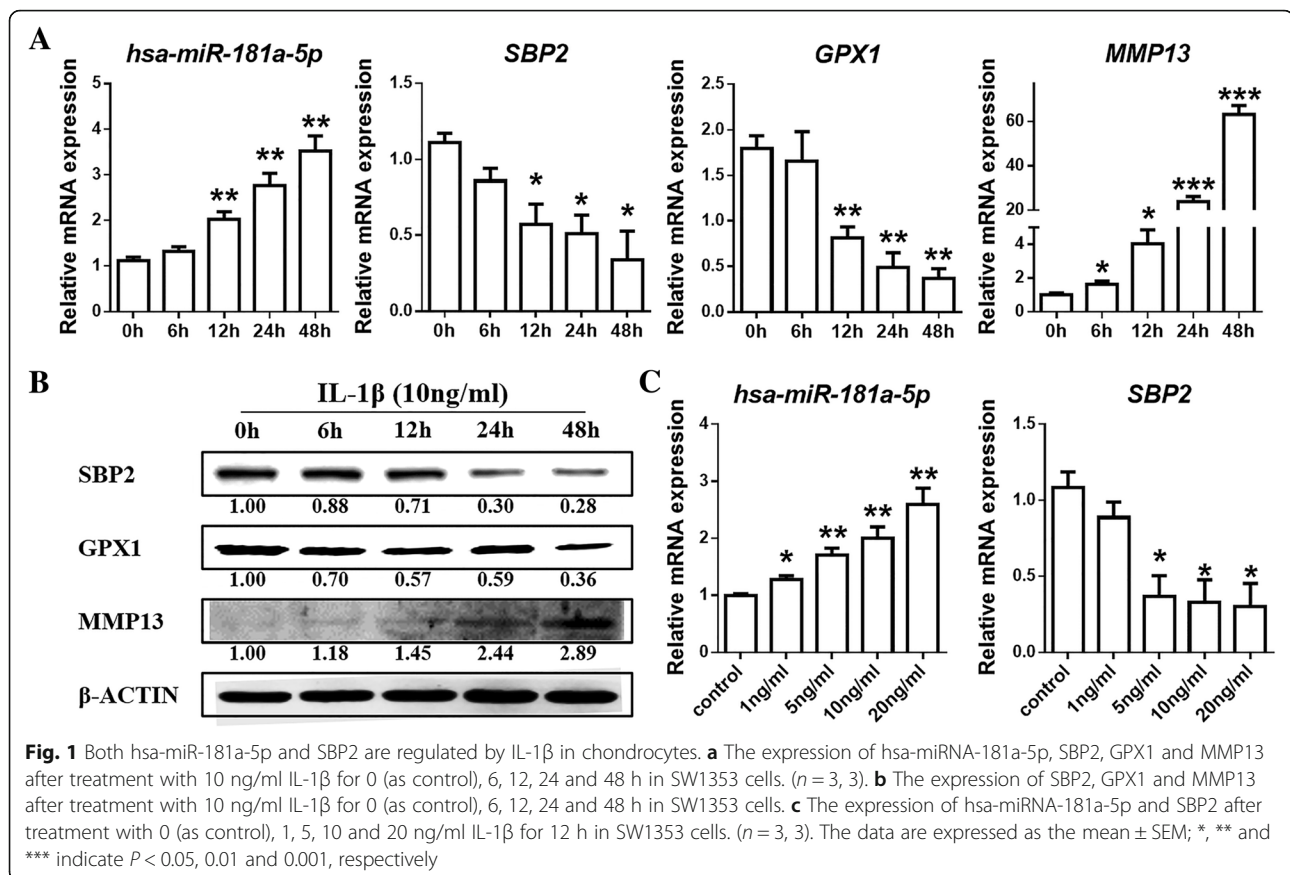 A
hsa-miR-181a-5p
SBP2
GPX1
MMP13
Relative mRNA expression
5
4
3
2
1
0
**
**
**
0h 6h 12h 24h 48h
Relative mRNA expression
1.5
1.0
0.5
0.0
*
*
*
0h 6h 12h 24h 48h
Relative mRNA expression
2.0
1.5
1.0
0.5
0.0
**
**
**
0h 6h 12h 24h 48h
Relative mRNA expression
60
40
20
4
2
0
*
*
***
***
0h 6h 12h 24h 48h
B
IL-1β (10ng/ml)
0h 6h 12h 24h 48h
SBP2
1.00 0.88 0.71 0.30 0.28
GPX1
1.00 0.70 0.57 0.59 0.36
MMP13
1.00 1.18 1.45 2.44 2.89
β-ACTIN
C
hsa-miR-181a-5p
SBP2
Relative mRNA expression
4
3
2
1
0
*
**
**
**
control 1ng/ml 5ng/ml 10ng/ml 20ng/ml
Relative mRNA expression
1.5
1.0
0.5
0.0
*
*
*
control 1ng/ml 5ng/ml 10ng/ml 20ng/ml
Fig. 1 Both hsa-miR-181a-5p and SBP2 are regulated by IL-1β in chondrocytes. a The expression of hsa-miRNA-181a-5p, SBP2, GPX1 and MMP13
after treatment with 10 ng/ml IL-1β for 0 (as control), 6, 12, 24 and 48 h in SW1353 cells. (n = 3, 3). b The expression of SBP2, GPX1 and MMP13
after treatment with 10 ng/ml IL-1β for 0 (as control), 6, 12, 24 and 48 h in SW1353 cells. c The expression of hsa-miRNA-181a-5p and SBP2 after
treatment with 0 (as control), 1, 5, 10 and 20 ng/ml IL-1β for 12 h in SW1353 cells. (n = 3, 3). The data are expressed as the mean ± SEM; *, ** and
*** indicate P < 0.05, 0.01 and 0.001, respectively